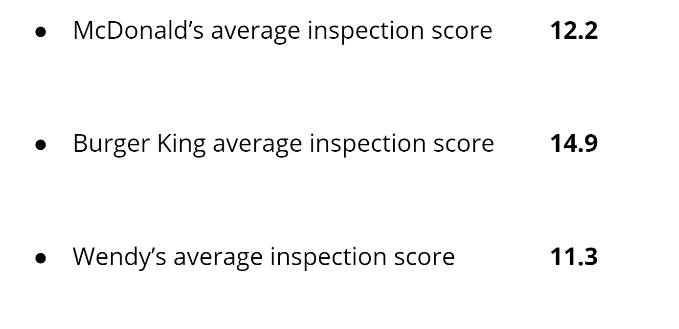 ● McDonald’s average inspection score 12.2
● Burger King average inspection score 14.9
● Wendy’s average inspection score 11.3